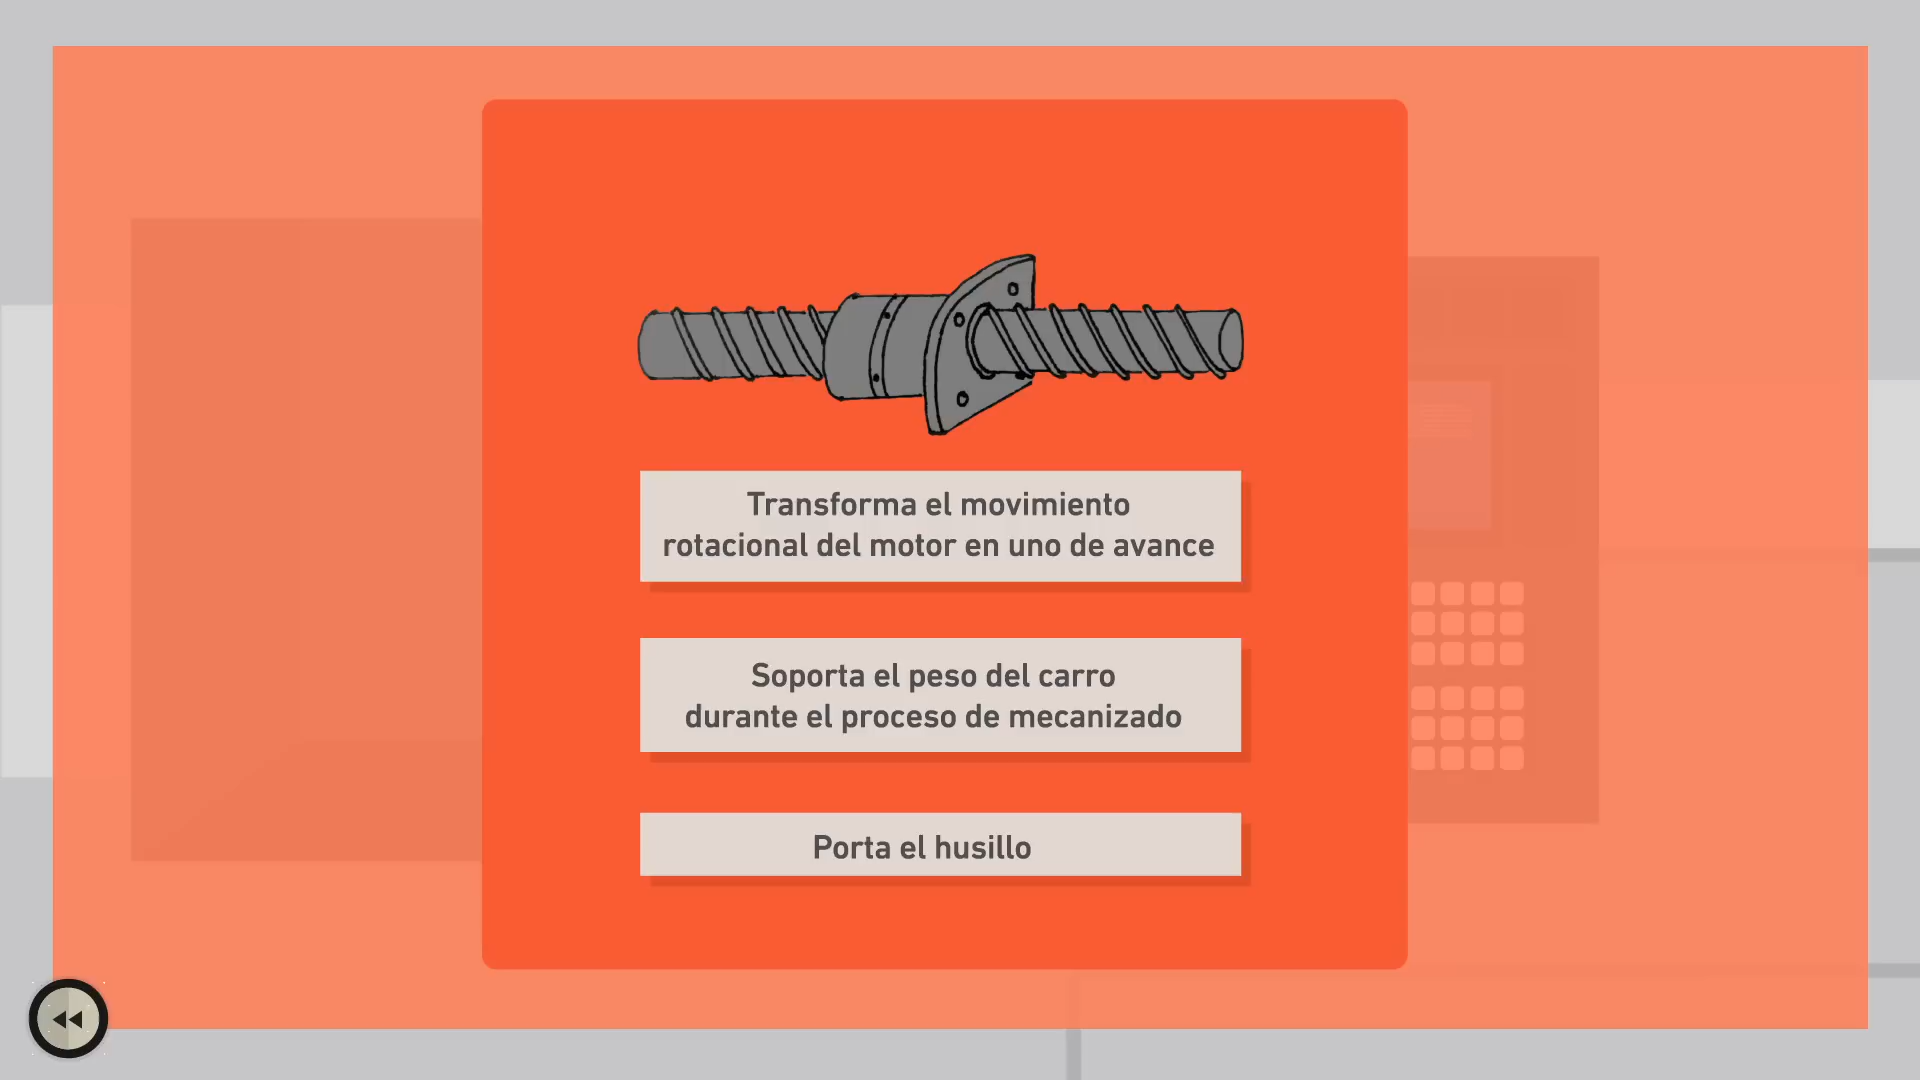 Transforma el movimiento
rotacional del motor en uno de avance
Soporta el peso del carro
durante el proceso de mecanizado
Porta el husillo